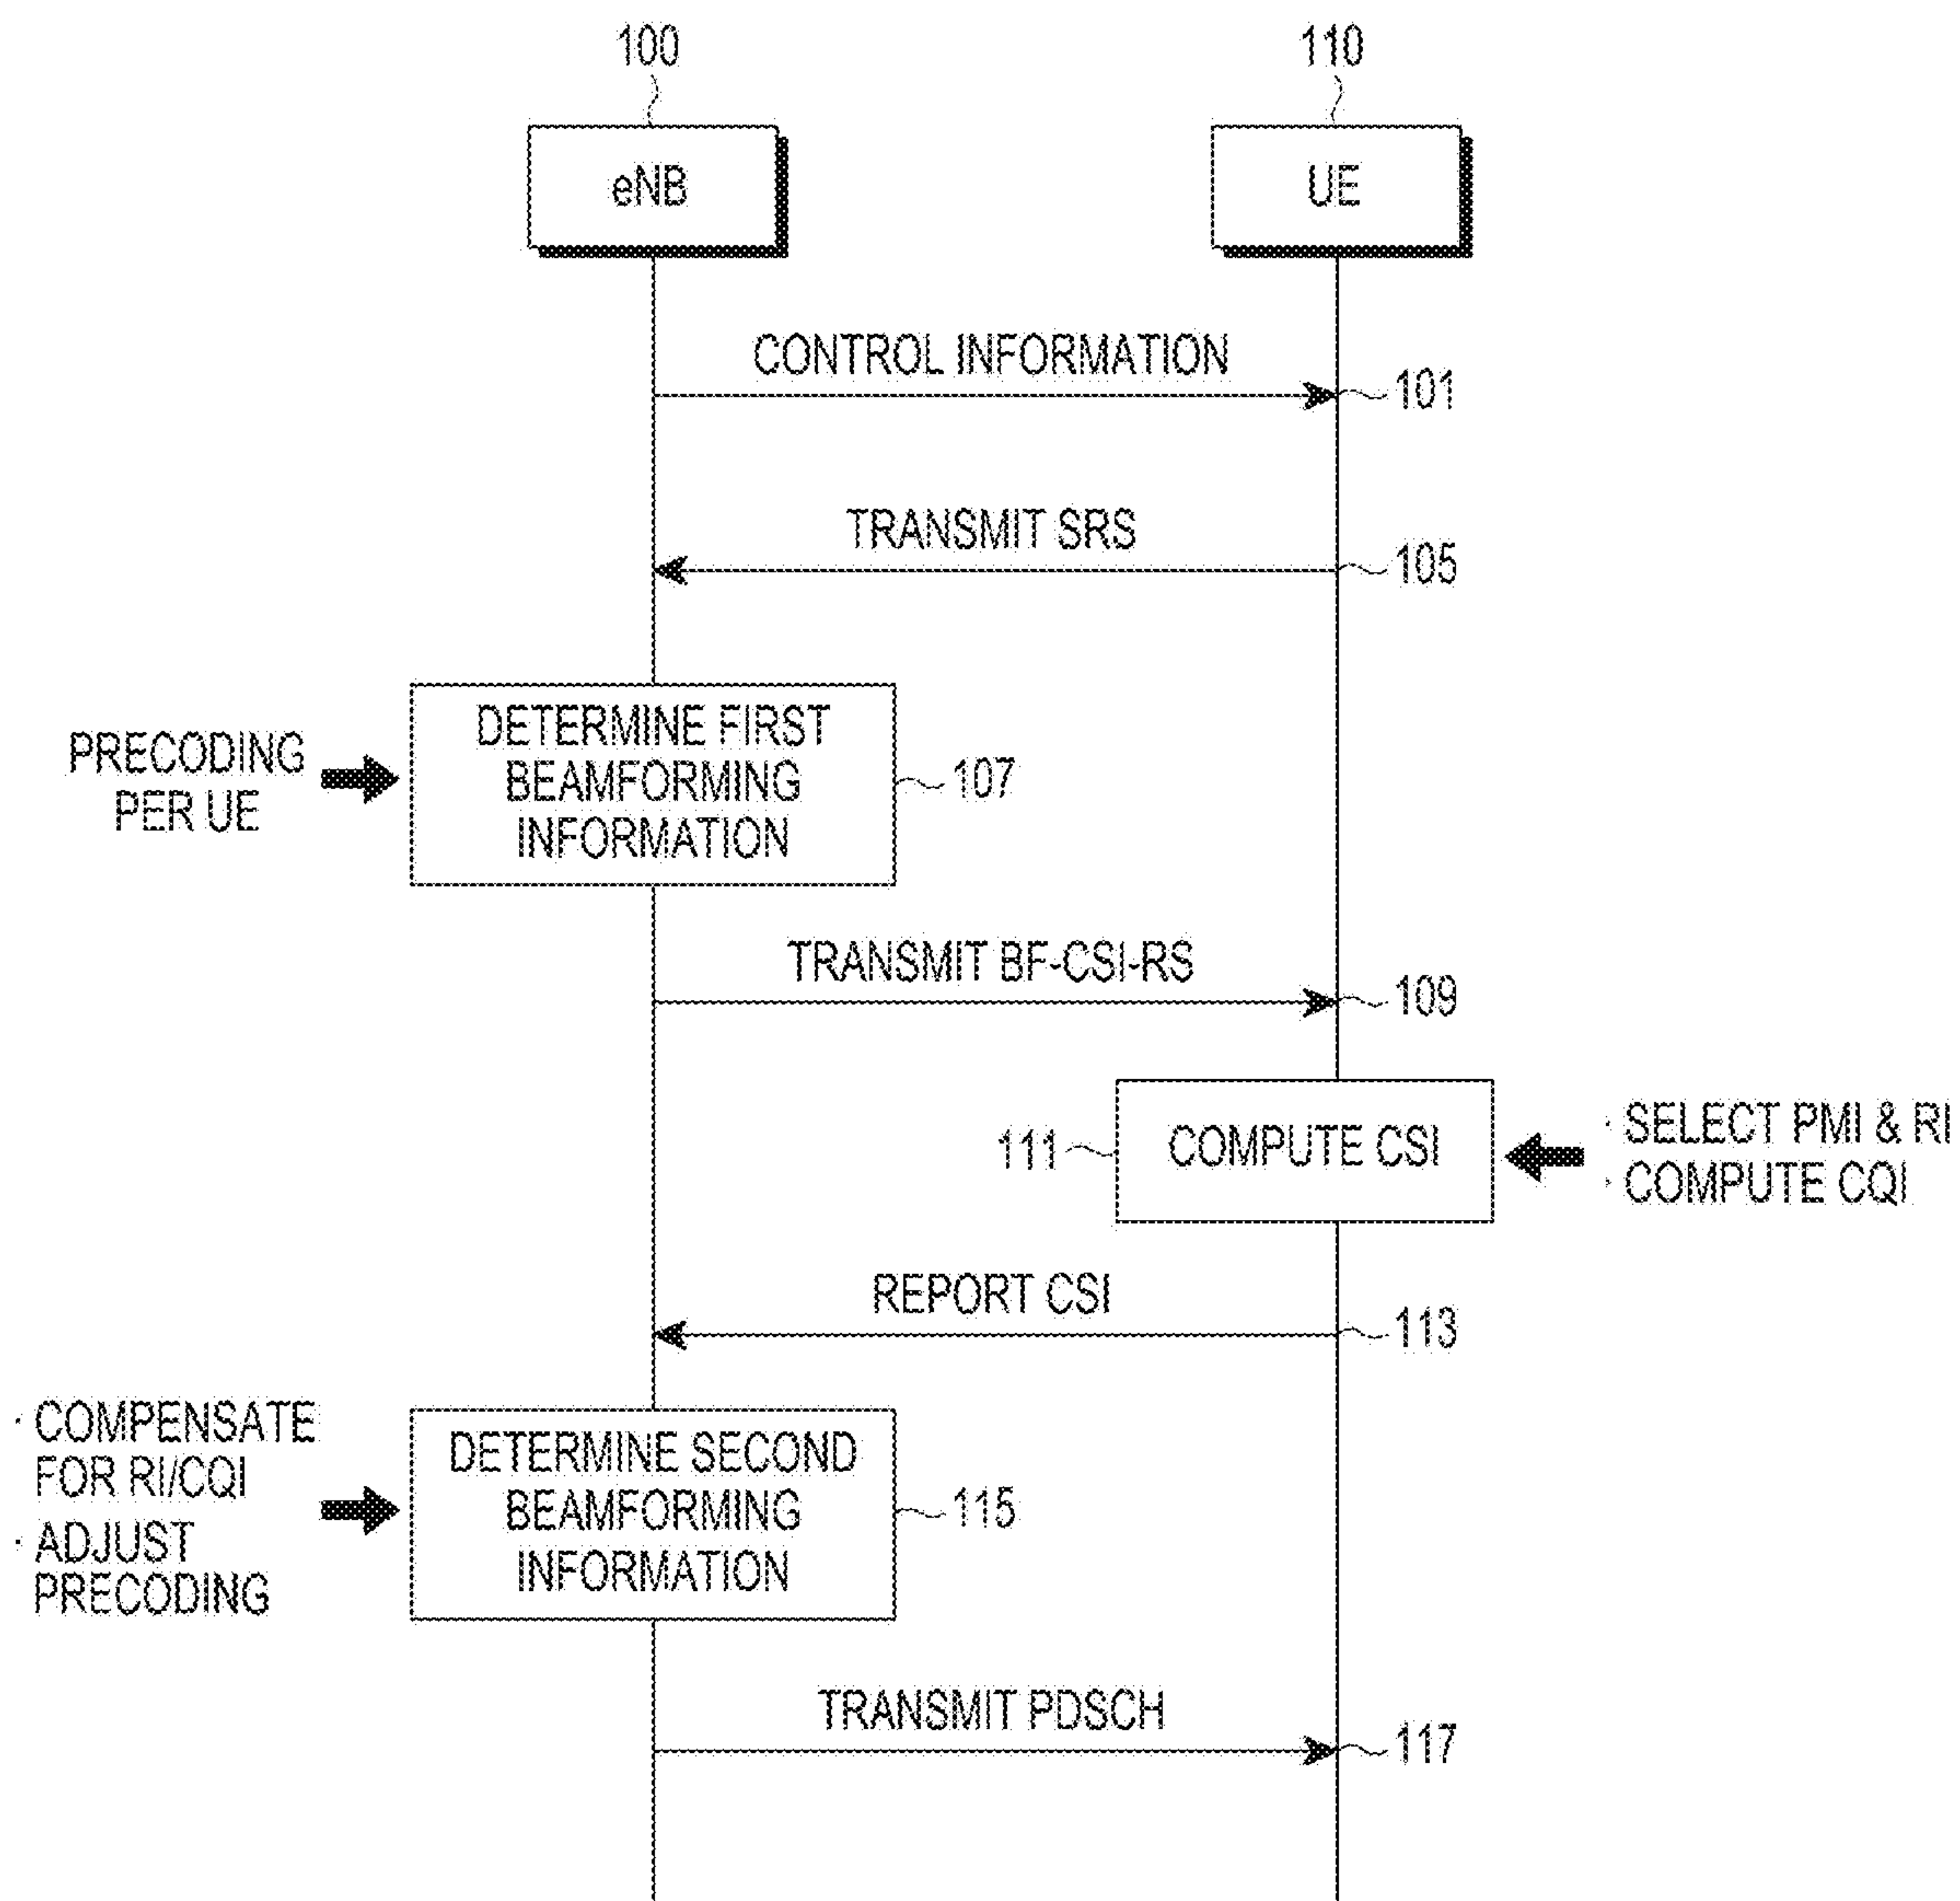 100
110
eNB
UE
CONTROL INFORMATION
101
TRANSMIT SRS
105
PRECODING
PER UE
DETERMINE FIRST
BEAMFORMING
INFORMATION
107
TRANSMIT BF-CSI-RS
109
111
COMPUTE CSI
· SELECT PMI & RI
· COMPUTE CQI
REPORT CSI
113
· COMPENSATE
FOR RI/CQI
· ADJUST
PRECODING
DETERMINE SECOND
BEAMFORMING
INFORMATION
115
TRANSMIT PDSCH
117